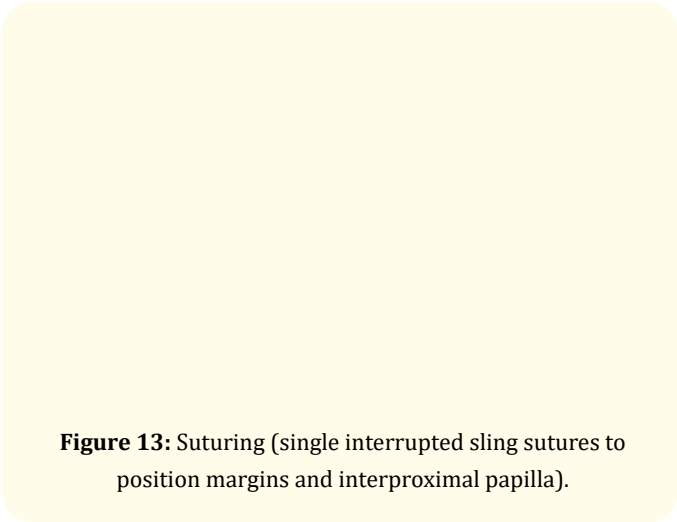 Figure 13: Suturing (single interrupted sling sutures to
position margins and interproximal papilla).